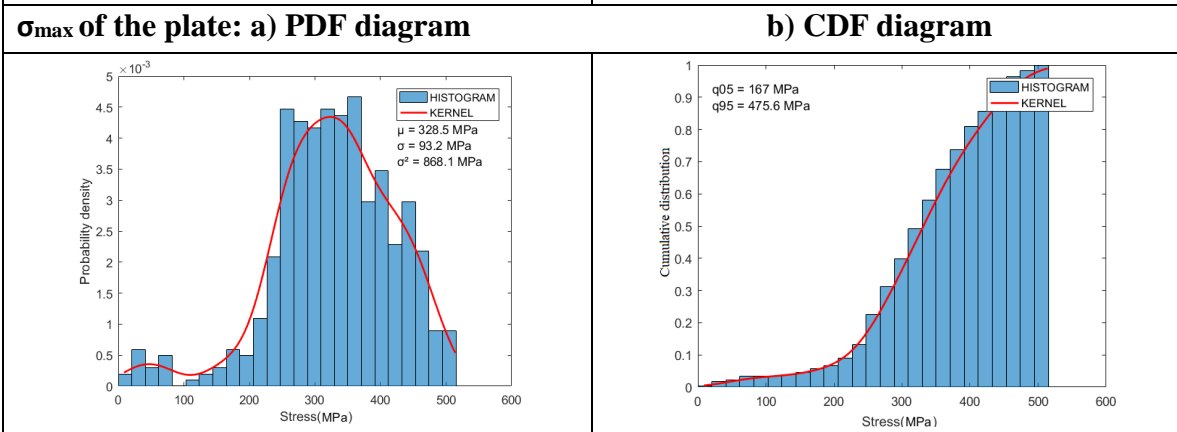 σmax of the plate: a) PDF diagram
b) CDF diagram
×10⁻³
5
4.5
4
3.5
3
2.5
2
1.5
1
0.5
0
Probability density
HISTOGRAM
KERNEL
μ = 328.5 MPa
σ = 93.2 MPa
σ² = 868.1 MPa
0 100 200 300 400 500 600
Stress(MPa)
1
0.9
0.8
0.7
0.6
0.5
0.4
0.3
0.2
0.1
0
Cumulative distribution
q05 = 167 MPa
q95 = 475.6 MPa
HISTOGRAM
KERNEL
0 100 200 300 400 500 600
Stress(MPa)